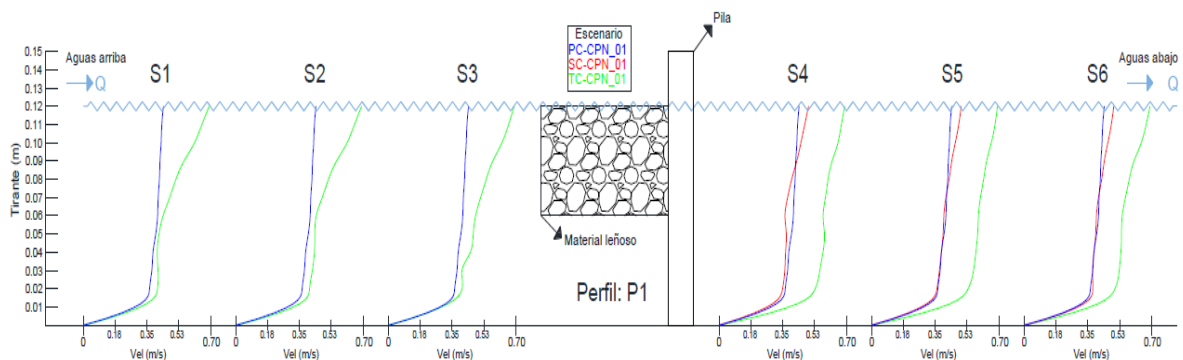 Pila
Escenario
PC-CPN_01
SC-CPN_01
TC-CPN_01
Aguas arriba
Q
Aguas abajo
Q
S1
S2
S3
S4
S5
S6
Tirante (m)
0.15
0.14
0.13
0.12
0.11
0.10
0.09
0.08
0.07
0.06
0.05
0.04
0.03
0.02
0.01
Material leñoso
Perfil: P1
0 0.18 0.35 0.53 0.70
Vel (m/s)
0 0.18 0.35 0.53 0.70
Vel (m/s)
0 0.18 0.35 0.53 0.70
Vel (m/s)
0 0.18 0.35 0.53 0.70
Vel (m/s)
0 0.18 0.35 0.53 0.70
Vel (m/s)
0 0.18 0.35 0.53 0.70
Vel (m/s)